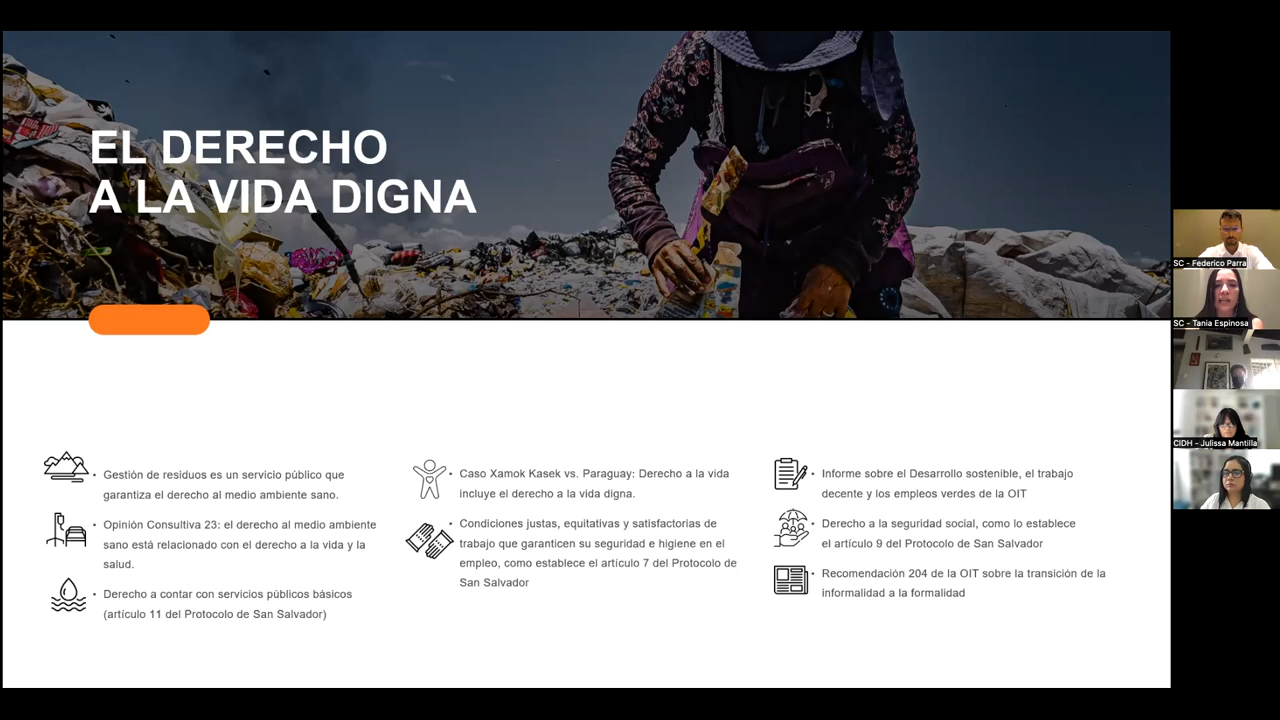 EL DERECHO
A LA VIDA DIGNA
Gestión de residuos es un servicio público que
garantiza el derecho al medio ambiente sano.
Opinión Consultiva 23: el derecho al medio ambiente
sano está relacionado con el derecho a la vida y la
salud.
Derecho a contar con servicios públicos básicos
(artículo 11 del Protocolo de San Salvador)
Caso Xamok Kasek vs. Paraguay: Derecho a la vida
incluye el derecho a la vida digna.
Condiciones justas, equitativas y satisfactorias de
trabajo que garanticen su seguridad e higiene en el
empleo, como establece el artículo 7 del Protocolo de
San Salvador
Informe sobre el Desarrollo sostenible, el trabajo
decente y los empleos verdes de la OIT
Derecho a la seguridad social, como lo establece
el artículo 9 del Protocolo de San Salvador
Recomendación 204 de la OIT sobre la transición de la
informalidad a la formalidad
SC - Federico Parra
SC - Tania Espinosa
CIDH - Julissa Mantilla